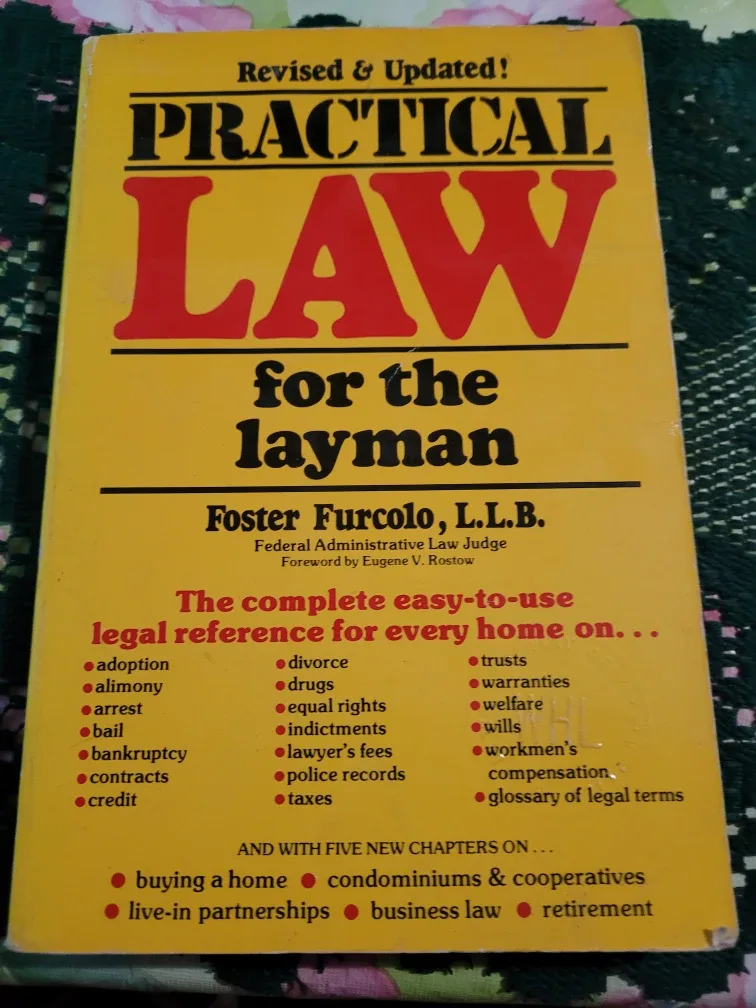 Revised & Updated!
PRACTICAL
LAW
for the
layman
Foster Furcolo, L.L.B.
Federal Administrative Law Judge
Foreword by Eugene V. Rostow
The complete easy-to-use
legal reference for every home on...
•adoption
•alimony
•arrest
•bail
•bankruptcy
•contracts
•credit
•divorce
•drugs
•equal rights
•indictments
•lawyer's fees
•police records
•taxes
•trusts
•warranties
•welfare
•wills
•workmen's
compensation
•glossary of legal terms
AND WITH FIVE NEW CHAPTERS ON...
• buying a home • condominiums & cooperatives
• live-in partnerships • business law • retirement